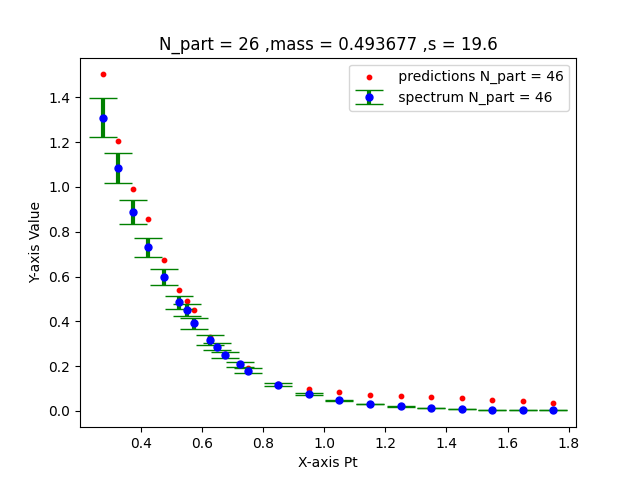 N_part = 26 ,mass = 0.493677 ,s = 19.6
predictions N_part = 46
spectrum N_part = 46
Y-axis Value
1.4
1.2
1.0
0.8
0.6
0.4
0.2
0.0
0.4 0.6 0.8 1.0 1.2 1.4 1.6 1.8
X-axis Pt